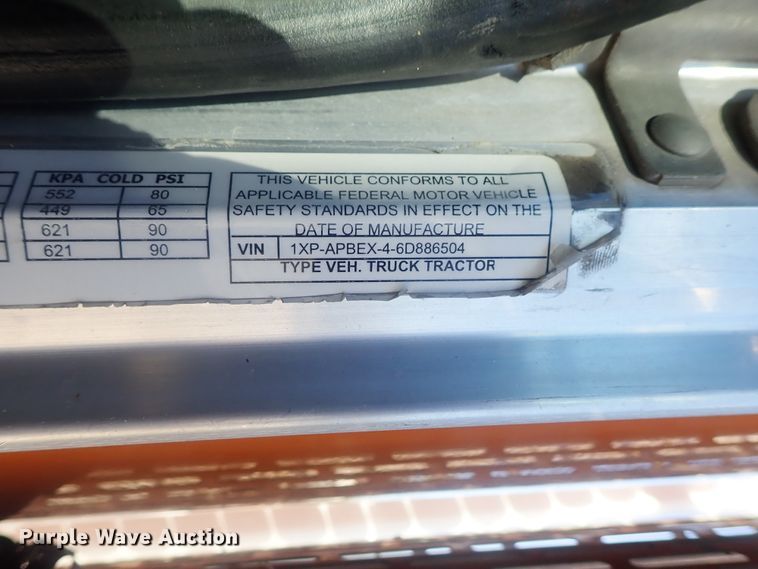 KPA COLD PSI
552 80
449 65
621 90
621 90
THIS VEHICLE CONFORMS TO ALL
APPLICABLE FEDERAL MOTOR VEHICLE
SAFETY STANDARDS IN EFFECT ON THE
DATE OF MANUFACTURE
VIN 1XP-APBEX-4-6D886504
TYPE VEH. TRUCK TRACTOR
Purple Wave Auction